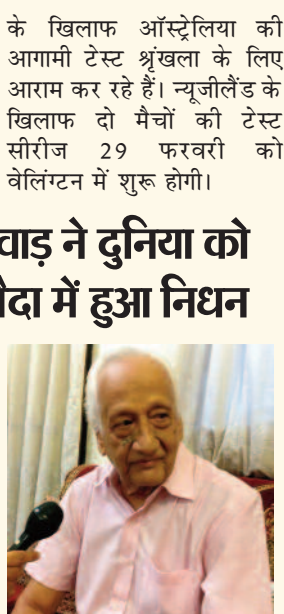 के खिलाफ ऑस्ट्रेलिया की
आगामी टेस्ट श्रृंखला के लिए
आराम कर रहे हैं। न्यूजीलैंड के
खिलाफ दो मैचों की टेस्ट
सीरीज 29 फरवरी को
वेलिंग्टन में शुरू होगी।
वाड़ ने दुनिया को
में हुआ निधन